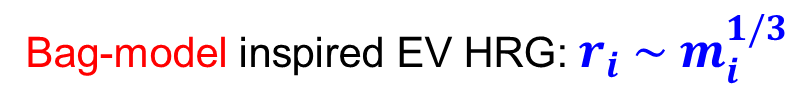 Bag-model inspired EV HRG: r_i ~ m_i^{1/3}